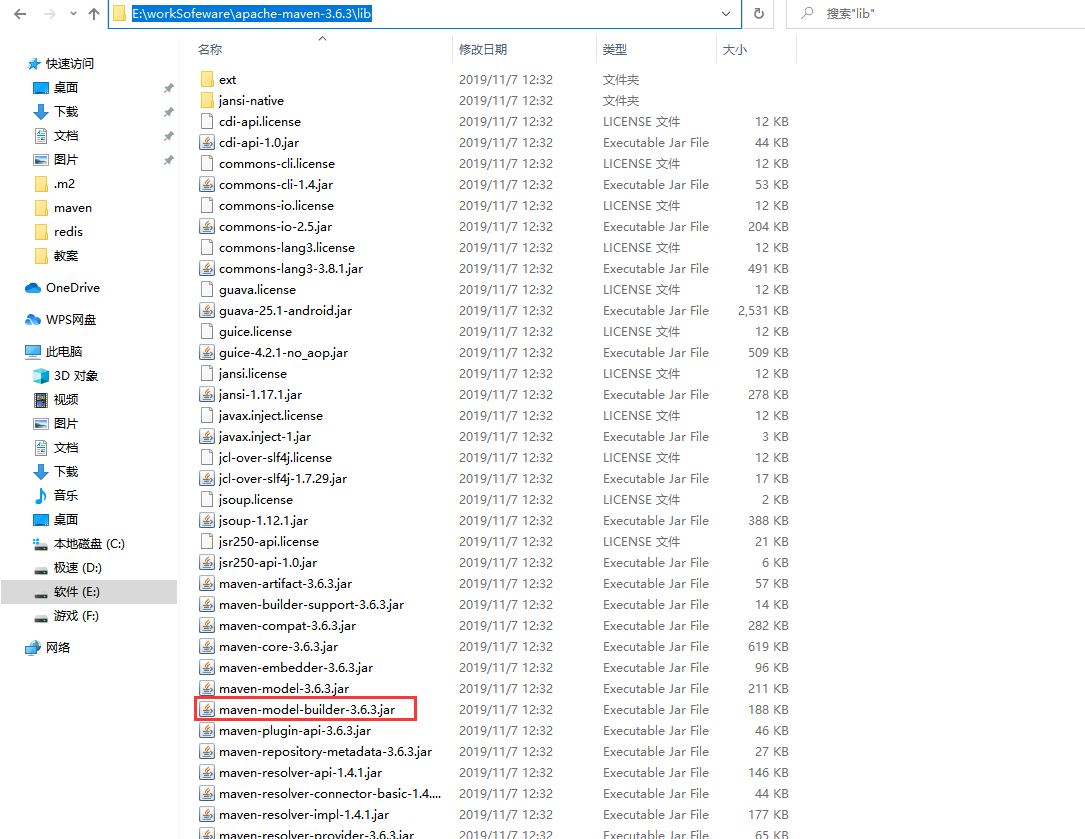 E:\workSofeware\apache-maven-3.6.3\lib
搜索"lib"
名称 修改日期 类型 大小
快速访问
桌面
下载
文档
图片
.m2
maven
redis
教案
OneDrive
WPS网盘
此电脑
3D 对象
视频
图片
文档
下载
音乐
桌面
本地磁盘 (C:)
极速 (D:)
软件 (E:)
游戏 (F:)
网络
ext 2019/11/7 12:32 文件夹
jansi-native 2019/11/7 12:32 文件夹
cdi-api.license 2019/11/7 12:32 LICENSE 文件 12 KB
cdi-api-1.0.jar 2019/11/7 12:32 Executable Jar File 44 KB
commons-cli.license 2019/11/7 12:32 LICENSE 文件 12 KB
commons-cli-1.4.jar 2019/11/7 12:32 Executable Jar File 53 KB
commons-io.license 2019/11/7 12:32 LICENSE 文件 12 KB
commons-io-2.5.jar 2019/11/7 12:32 Executable Jar File 204 KB
commons-lang3.license 2019/11/7 12:32 LICENSE 文件 12 KB
commons-lang3-3.8.1.jar 2019/11/7 12:32 Executable Jar File 491 KB
guava.license 2019/11/7 12:32 LICENSE 文件 12 KB
guava-25.1-android.jar 2019/11/7 12:32 Executable Jar File 2,531 KB
guice.license 2019/11/7 12:32 LICENSE 文件 12 KB
guice-4.2.1-no_aop.jar 2019/11/7 12:32 Executable Jar File 509 KB
jansi.license 2019/11/7 12:32 LICENSE 文件 12 KB
jansi-1.17.1.jar 2019/11/7 12:32 Executable Jar File 278 KB
javax.inject.license 2019/11/7 12:32 LICENSE 文件 12 KB
javax.inject-1.jar 2019/11/7 12:32 Executable Jar File 3 KB
jcl-over-slf4j.license 2019/11/7 12:32 LICENSE 文件 12 KB
jcl-over-slf4j-1.7.29.jar 2019/11/7 12:32 Executable Jar File 17 KB
jsoup.license 2019/11/7 12:32 LICENSE 文件 2 KB
jsoup-1.12.1.jar 2019/11/7 12:32 Executable Jar File 388 KB
jsr250-api.license 2019/11/7 12:32 LICENSE 文件 21 KB
jsr250-api-1.0.jar 2019/11/7 12:32 Executable Jar File 6 KB
maven-artifact-3.6.3.jar 2019/11/7 12:32 Executable Jar File 57 KB
maven-builder-support-3.6.3.jar 2019/11/7 12:32 Executable Jar File 14 KB
maven-compat-3.6.3.jar 2019/11/7 12:32 Executable Jar File 282 KB
maven-core-3.6.3.jar 2019/11/7 12:32 Executable Jar File 619 KB
maven-embedder-3.6.3.jar 2019/11/7 12:32 Executable Jar File 96 KB
maven-model-3.6.3.jar 2019/11/7 12:32 Executable Jar File 211 KB
maven-model-builder-3.6.3.jar 2019/11/7 12:32 Executable Jar File 188 KB
maven-plugin-api-3.6.3.jar 2019/11/7 12:32 Executable Jar File 46 KB
maven-repository-metadata-3.6.3.jar 2019/11/7 12:32 Executable Jar File 27 KB
maven-resolver-api-1.4.1.jar 2019/11/7 12:32 Executable Jar File 146 KB
maven-resolver-connector-basic-1.4.... 2019/11/7 12:32 Executable Jar File 44 KB
maven-resolver-impl-1.4.1.jar 2019/11/7 12:32 Executable Jar File 177 KB
maven-resolver-provider-3.6.3.jar 2019/11/7 12:32 Executable Jar File 65 KB